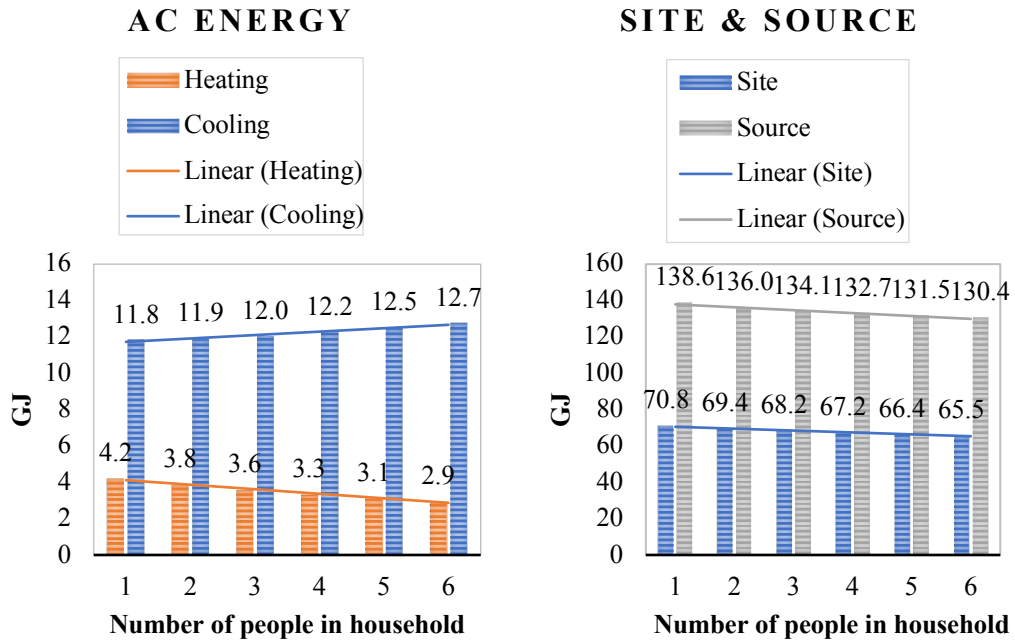 AC ENERGY
Heating
Cooling
Linear (Heating)
Linear (Cooling)
GJ
16
14
12
10
8
6
4
2
0
11.8 11.9 12.0 12.2 12.5 12.7
4.2 3.8 3.6 3.3 3.1 2.9
1 2 3 4 5 6
Number of people in household
SITE & SOURCE
Site
Source
Linear (Site)
Linear (Source)
GJ
160
140
120
100
80
60
40
20
0
138.6 136.0 134.1 132.7 131.5 130.4
70.8 69.4 68.2 67.2 66.4 65.5
1 2 3 4 5 6
Number of people in household